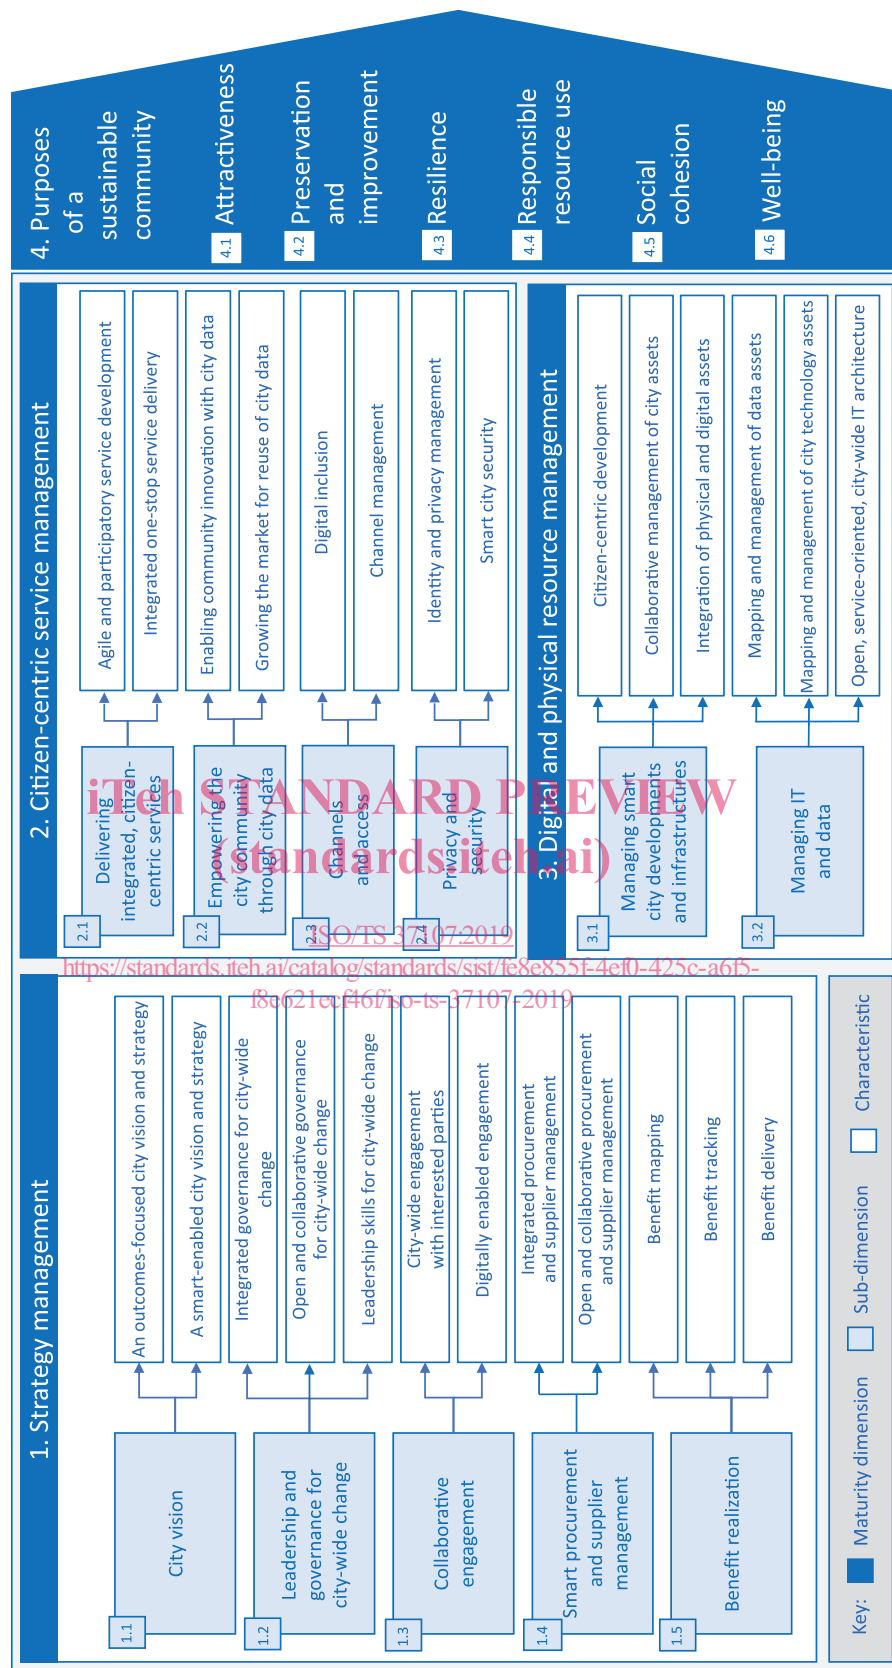 4. Purposes
of a
sustainable
community
4.1
Attractiveness
4.2
Preservation
and
improvement
4.3
Resilience
4.4
Responsible
resource use
4.5
Social
cohesion
4.6
Well-being
1. Strategy management
1.1
City vision
An outcomes-focused city vision and strategy
A smart-enabled city vision and strategy
1.2
Leadership and
governance for
city-wide change
Integrated governance for city-wide
change
Open and collaborative governance
for city-wide change
Leadership skills for city-wide change
1.3
Collaborative
engagement
City-wide engagement
with interested parties
Digitally enabled engagement
1.4
Smart procurement
and supplier
management
Integrated procurement
and supplier management
Open and collaborative procurement
and supplier management
1.5
Benefit realization
Benefit mapping
Benefit tracking
Benefit delivery
2. Citizen-centric service management
2.1
Delivering
integrated, citizen-
centric services
Agile and participatory service development
Integrated one-stop service delivery
2.2
Empowering the
city community
through city data
Enabling community innovation with city data
Growing the market for reuse of city data
2.3
Channels
and access
Digital inclusion
Channel management
2.4
Privacy and
security
Identity and privacy management
Smart city security
3. Digital and physical resource management
3.1
Managing smart
city developments
and infrastructures
Citizen-centric development
Collaborative management of city assets
Integration of physical and digital assets
3.2
Managing IT
and data
Mapping and management of data assets
Mapping and management of city technology assets
Open, service-oriented, city-wide IT architecture
Key:
Maturity dimension
Sub-dimension
Characteristic
iTeh STANDARD PREVIEW
(standards.iteh.ai)
ISO/TS 37107:2019
https://standards.iteh.ai/catalog/standards/sist/fe8e855f-4ef0-425c-a6f5-
f8e621ecf46f/iso-ts-37107-2019